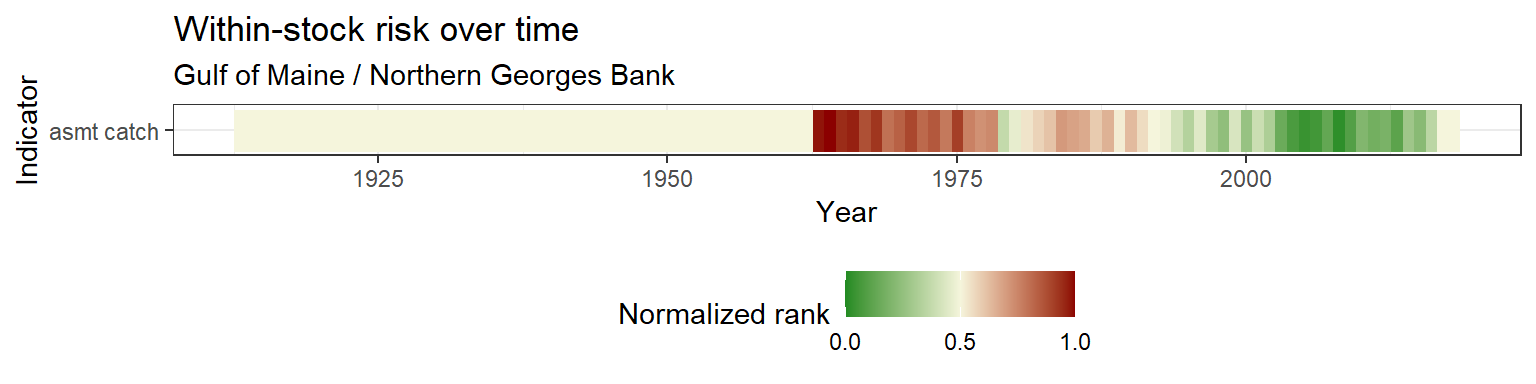 Within-stock risk over time
Gulf of Maine / Northern Georges Bank
Indicator
asmt catch
1925 1950 1975 2000
Year
Normalized rank
0.0 0.5 1.0